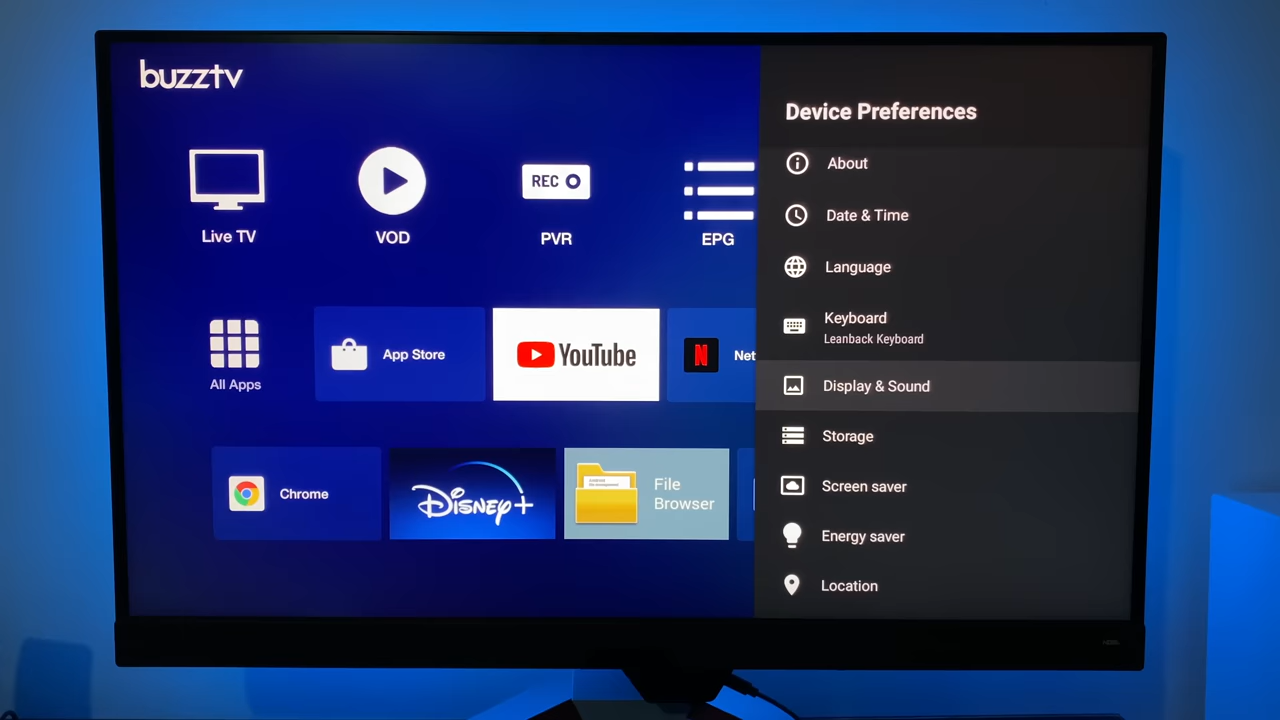 buzztv
Live TV
VOD
REC
PVR
EPG
All Apps
App Store
YouTube
N
Net
Chrome
Disney+
File
Browser
Device Preferences
About
Date & Time
Language
Keyboard
Leanback Keyboard
Display & Sound
Storage
Screen saver
Energy saver
Location